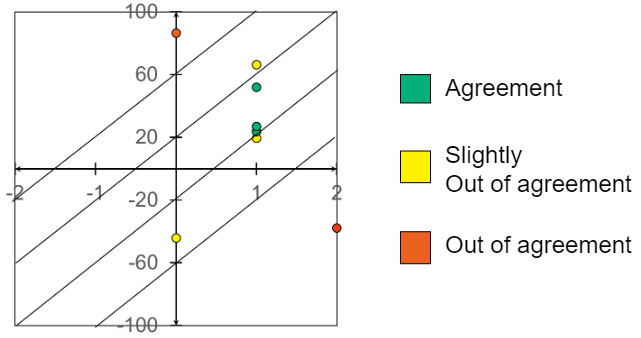 100
60
20
-2
-1
1
2
-20
-60
-100
Agreement
Slightly
Out of agreement
Out of agreement